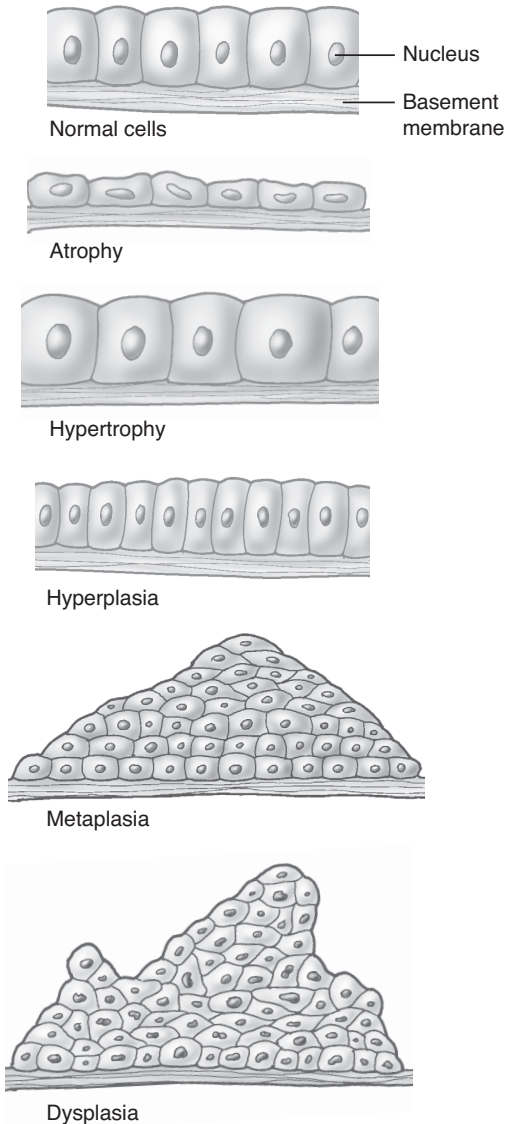 Nucleus
Basement
membrane
Normal cells
Atrophy
Hypertrophy
Hyperplasia
Metaplasia
Dysplasia